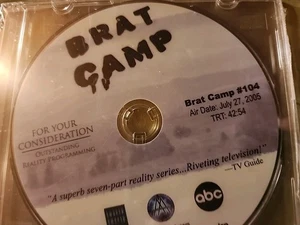 BRAT
CAMP
Brat Camp #104
Air Date: July 27, 2005
TRT: 42:54
FOR YOUR
CONSIDERATION
OUTSTANDING
REALITY PROGRAMMING
"A superb seven-part reality series...Riveting television!"
—TV Guide
abc